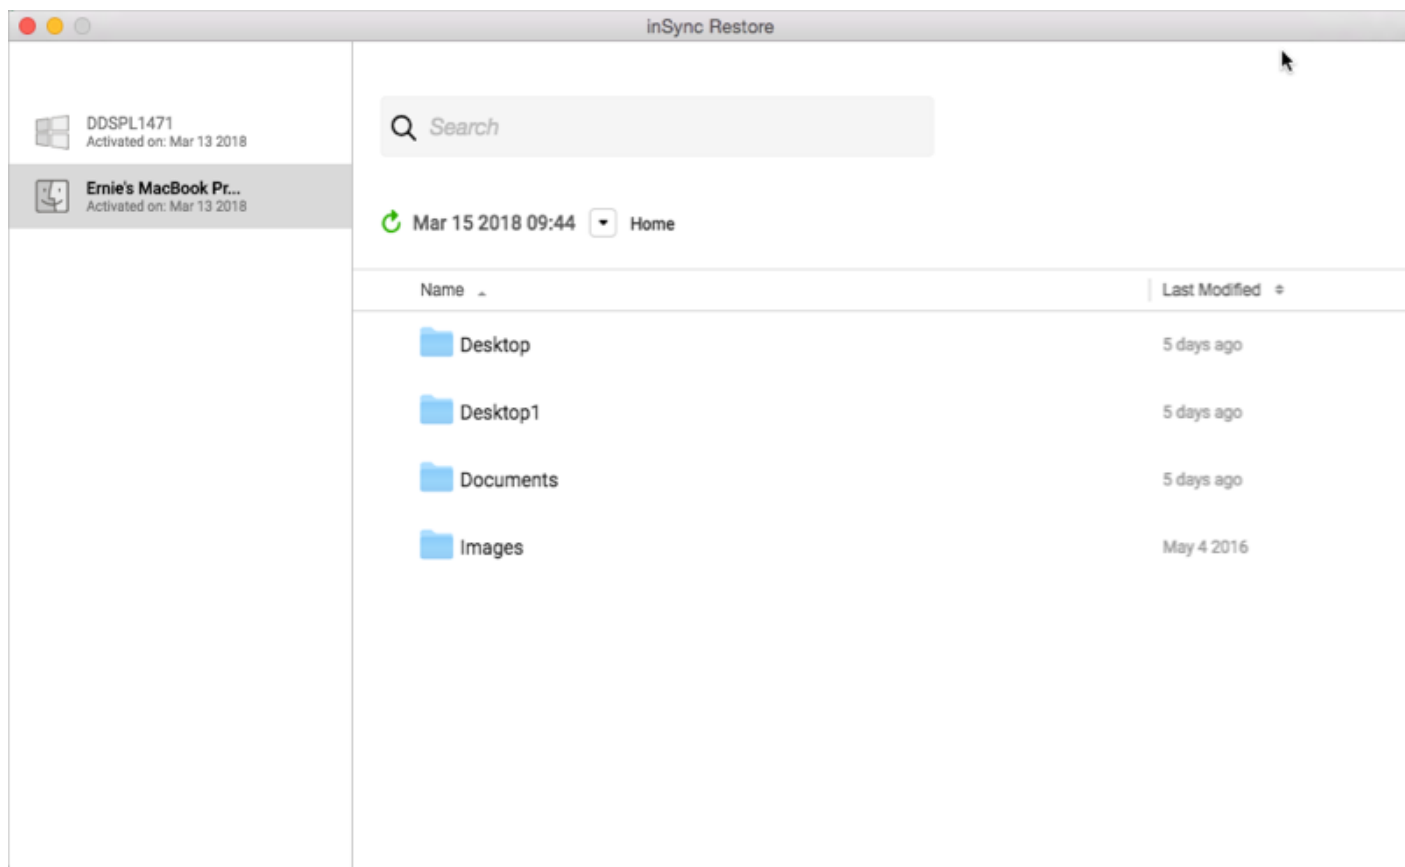 inSync Restore
DDSPL1471
Activated on: Mar 13 2018
Ernie's MacBook Pr...
Activated on: Mar 13 2018
Search
Mar 15 2018 09:44 Home
Name Last Modified
Desktop 5 days ago
Desktop1 5 days ago
Documents 5 days ago
Images May 4 2016